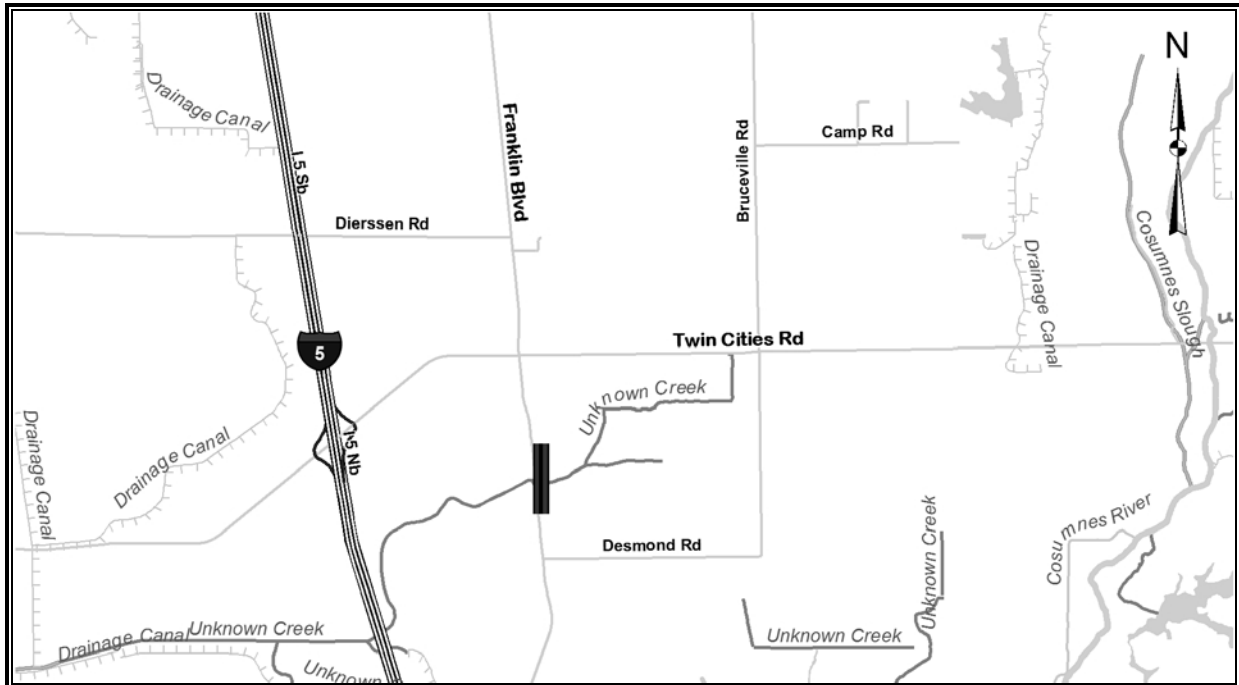 N
Drainage Canal
Franklin Blvd
Bruceville Rd
Camp Rd
I 5 Sb
Dierssen Rd
Cosumnes Slough
Drainage Canal
Twin Cities Rd
5
Unknown Creek
Drainage Canal
I-5 Nb
Drainage Canal
Cosumnes River
Unknown Creek
Desmond Rd
Drainage Canal
Unknown Creek
Unknown Creek
Unknown